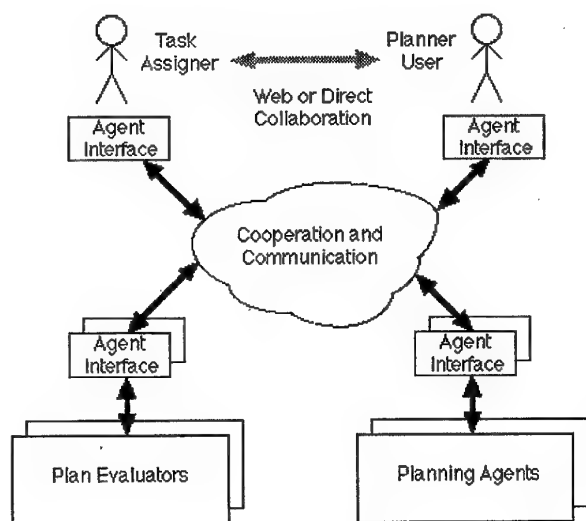 Task
Assigner
Planner
User
Web or Direct
Collaboration
Agent
Interface
Agent
Interface
Cooperation and
Communication
Agent
Interface
Agent
Interface
Plan Evaluators
Planning Agents